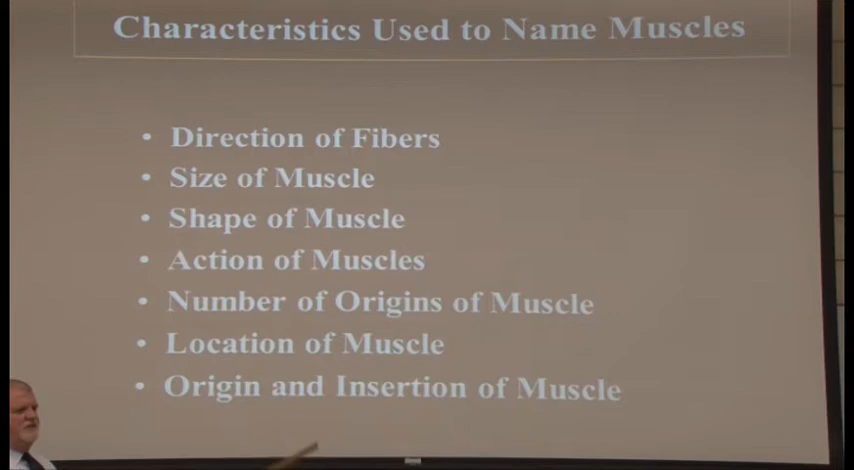 Characteristics Used to Name Muscles
• Direction of Fibers
• Size of Muscle
• Shape of Muscle
• Action of Muscles
• Number of Origins of Muscle
• Location of Muscle
• Origin and Insertion of Muscle